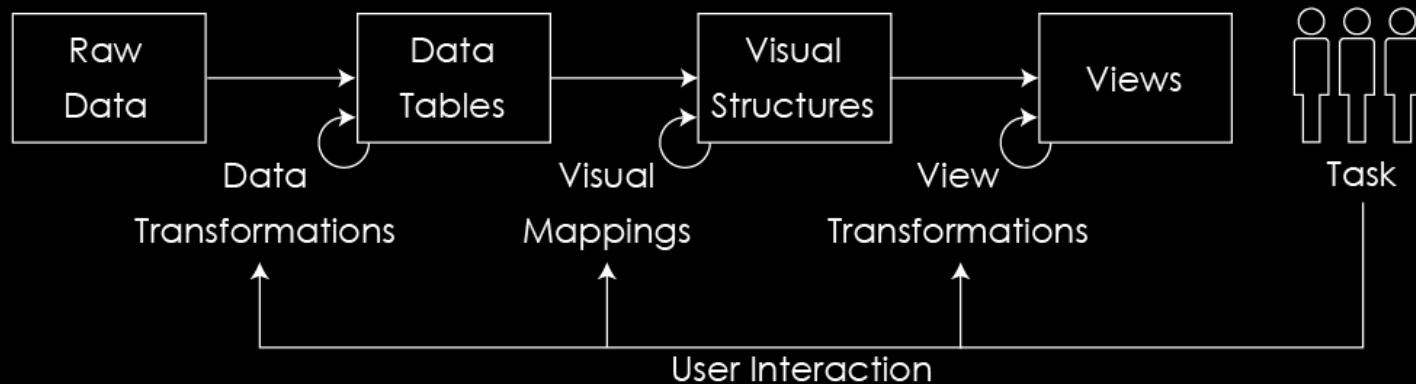 Raw
Data
Data
Tables
Visual
Structures
Views
Data
Transformations
Visual
Mappings
View
Transformations
Task
User Interaction